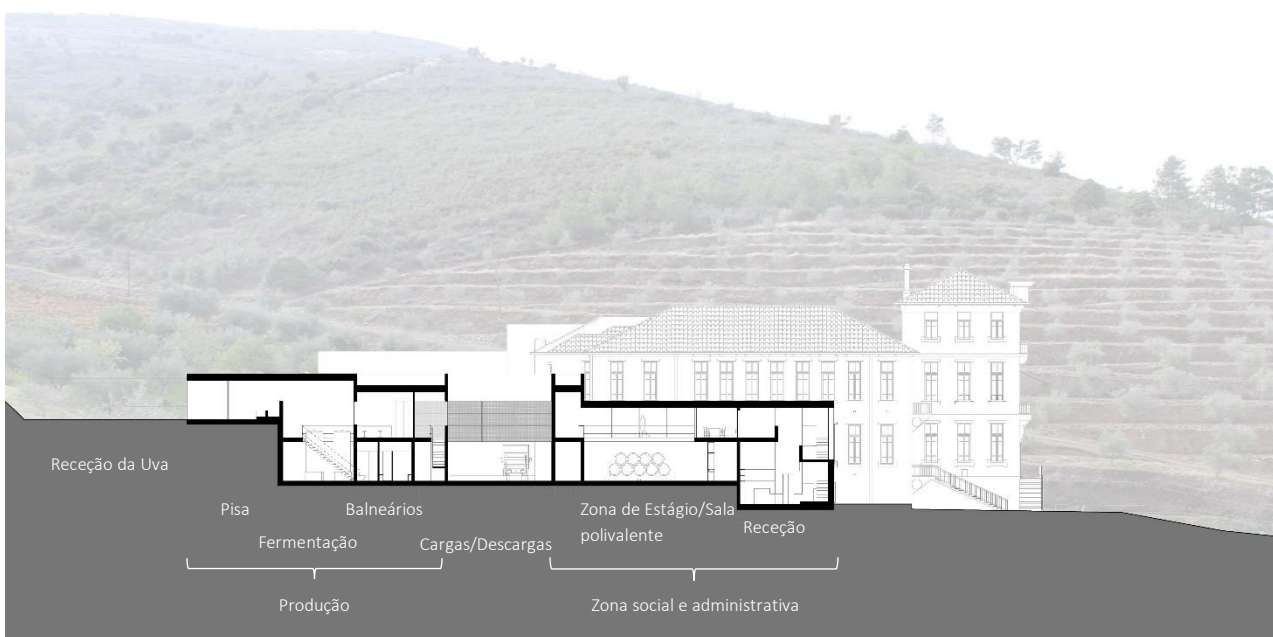 Receção da Uva
Pisa
Balneários
Zona de Estágio/Sala
polivalente
Receção
Fermentação
Cargas/Descargas
Produção
Zona social e administrativa